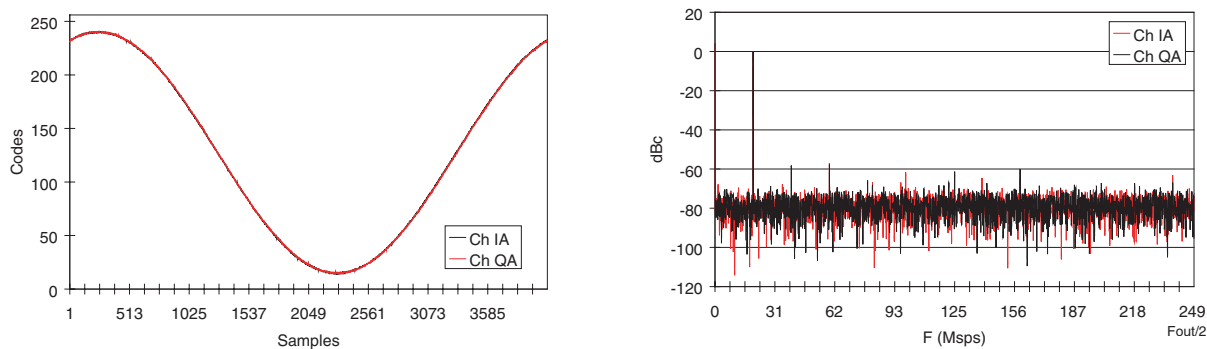 250
200
150
100
50
0
Codes
Ch IA
Ch QA
1 513 1025 1537 2049 2561 3073 3585
Samples
20
0
-20
-40
-60
-80
-100
-120
dBc
Ch IA
Ch QA
0 31 62 93 125 156 187 218 249
Fout/2
F (Msps)